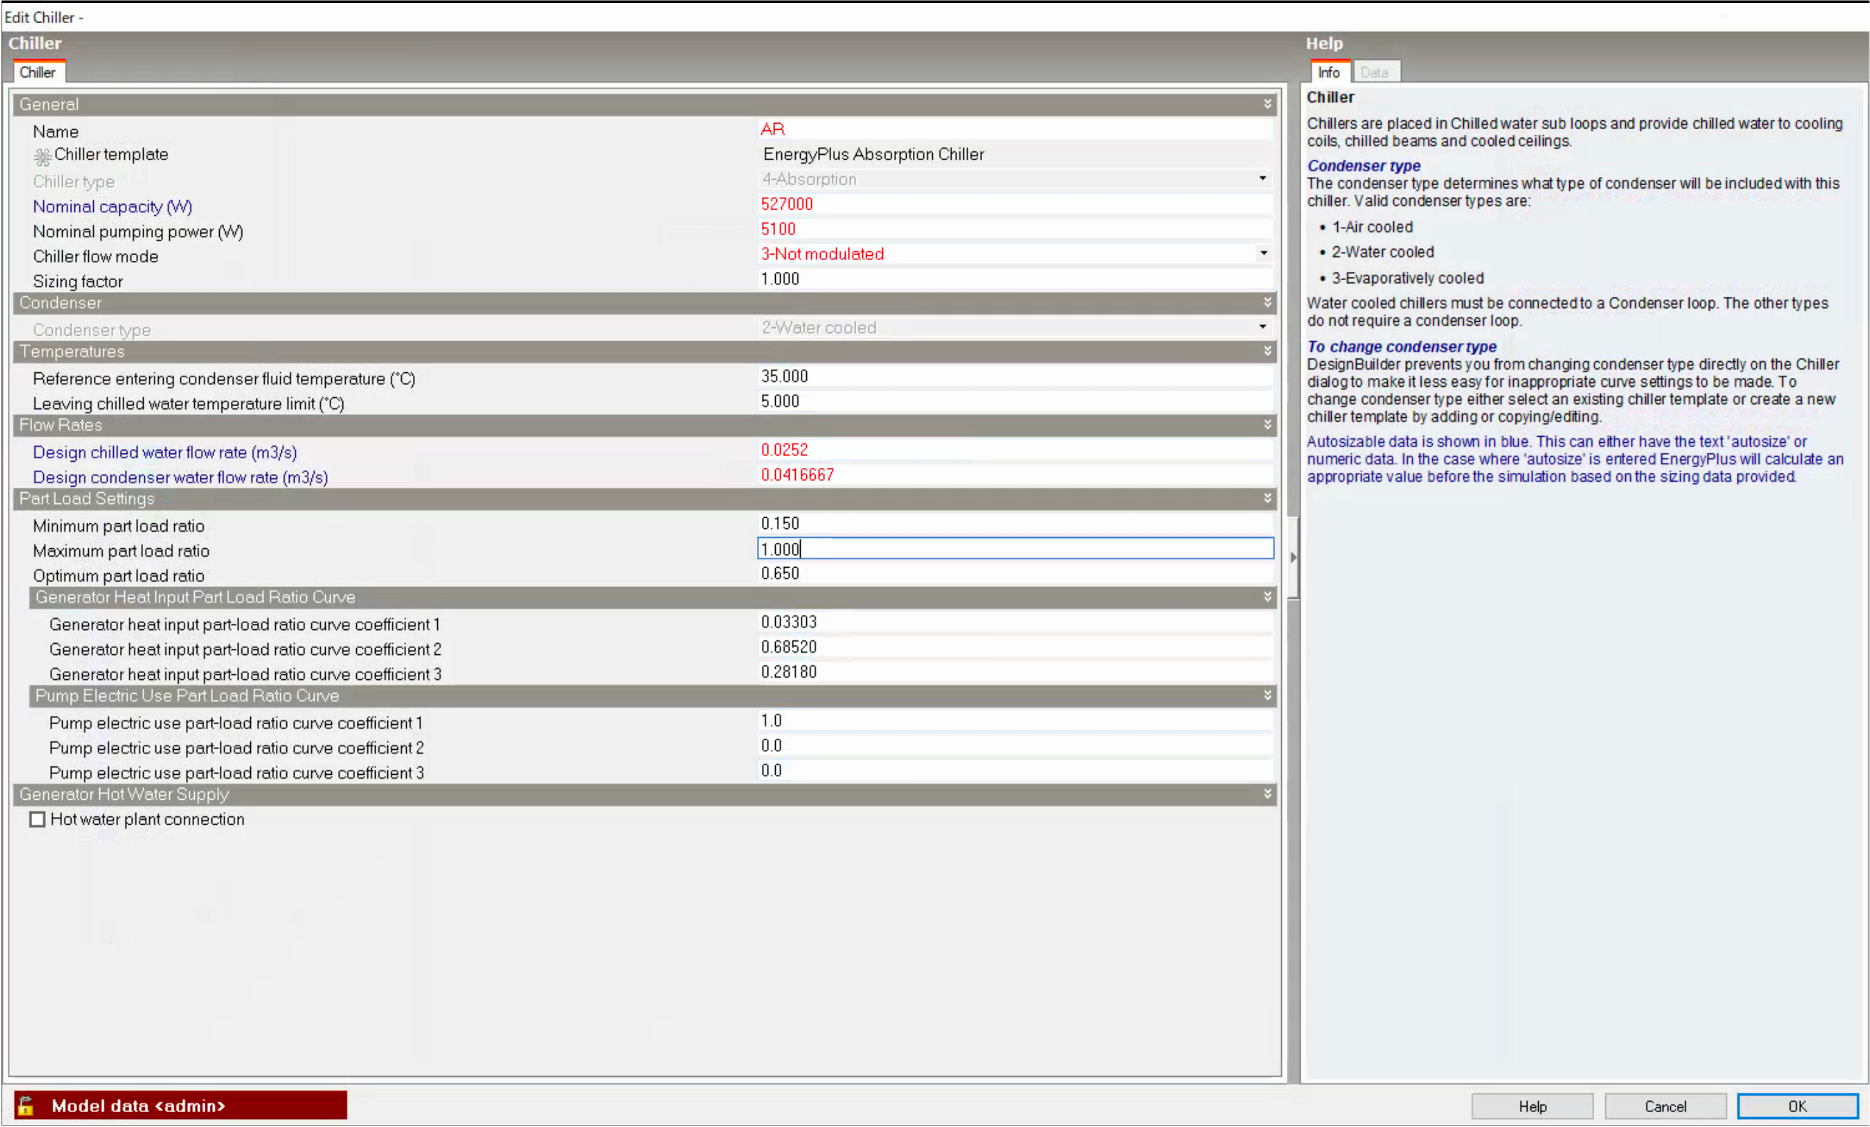 Edit Chiller -
Chiller
Chiller
General
Name AR
Chiller template EnergyPlus Absorption Chiller
Chiller type 4-Absorption
Nominal capacity (W) 527000
Nominal pumping power (W) 5100
Chiller flow mode 3-Not modulated
Sizing factor 1.000
Condenser
Condenser type 2-Water cooled
Temperatures
Reference entering condenser fluid temperature (°C) 35.000
Leaving chilled water temperature limit (°C) 5.000
Flow Rates
Design chilled water flow rate (m3/s) 0.0252
Design condenser water flow rate (m3/s) 0.0416667
Part Load Settings
Minimum part load ratio 0.150
Maximum part load ratio 1.000
Optimum part load ratio 0.650
Generator Heat Input Part Load Ratio Curve
Generator heat input part-load ratio curve coefficient 1 0.03303
Generator heat input part-load ratio curve coefficient 2 0.68520
Generator heat input part-load ratio curve coefficient 3 0.28180
Pump Electric Use Part Load Ratio Curve
Pump electric use part-load ratio curve coefficient 1 1.0
Pump electric use part-load ratio curve coefficient 2 0.0
Pump electric use part-load ratio curve coefficient 3 0.0
Generator Hot Water Supply
Hot water plant connection
Help
Info Data
Chiller
Chillers are placed in Chilled water sub loops and provide chilled water to cooling
coils, chilled beams and cooled ceilings.
Condenser type
The condenser type determines what type of condenser will be included with this
chiller. Valid condenser types are:
• 1-Air cooled
• 2-Water cooled
• 3-Evaporatively cooled
Water cooled chillers must be connected to a Condenser loop. The other types
do not require a condenser loop.
To change condenser type
DesignBuilder prevents you from changing condenser type directly on the Chiller
dialog to make it less easy for inappropriate curve settings to be made. To
change condenser type either select an existing chiller template or create a new
chiller template by adding or copying/editing.
Autosizable data is shown in blue. This can either have the text 'autosize' or
numeric data. In the case where 'autosize' is entered EnergyPlus will calculate an
appropriate value before the simulation based on the sizing data provided.
Model data <admin>
Help Cancel OK